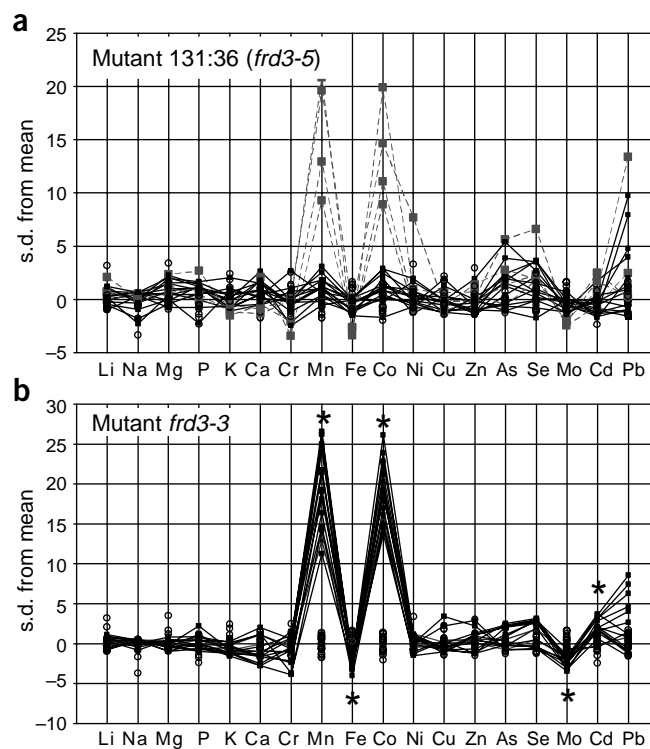 a
Mutant 131:36 (frd3-5)
s.d. from mean
25
20
15
10
5
0
–5
Li Na Mg P K Ca Cr Mn Fe Co Ni Cu Zn As Se Mo Cd Pb
b
Mutant frd3-3
s.d. from mean
30
25
20
15
10
5
0
–5
–10
* * * * *
Li Na Mg P K Ca Cr Mn Fe Co Ni Cu Zn As Se Mo Cd Pb